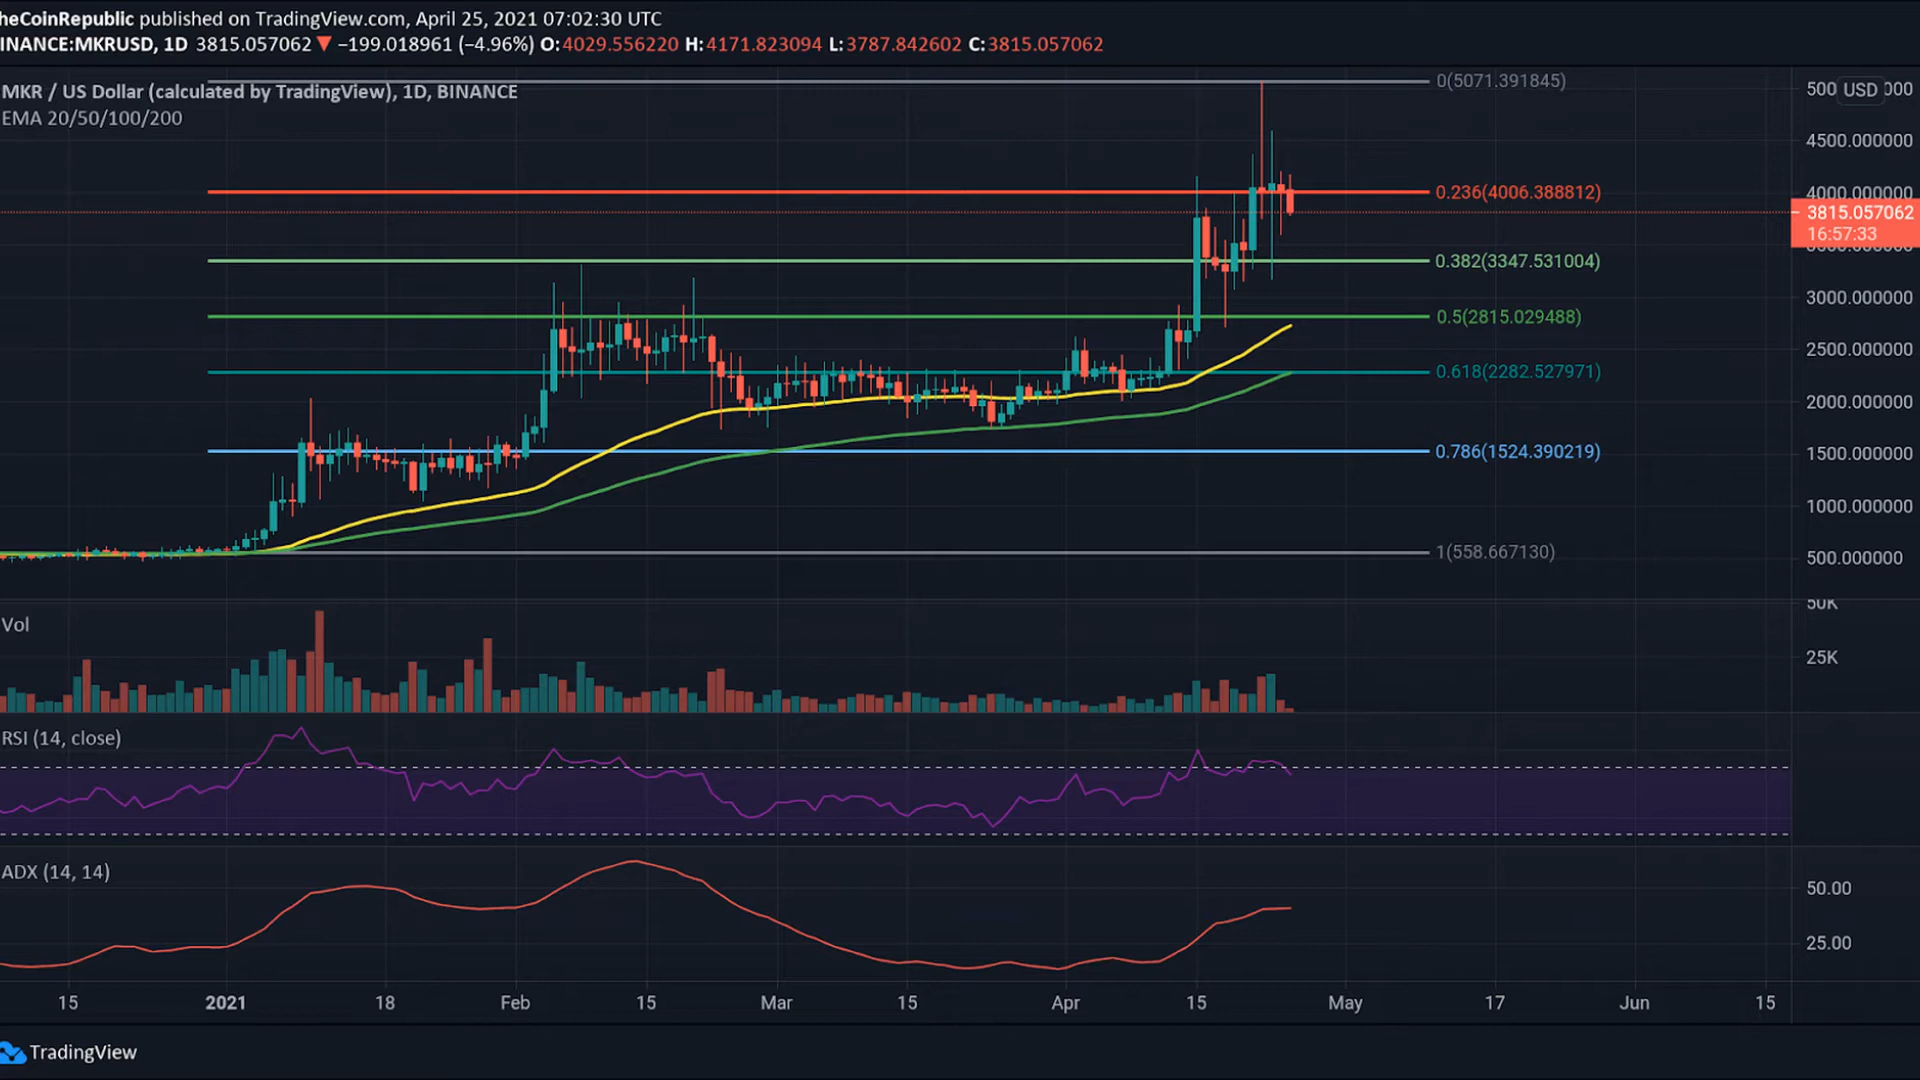 heCoinRepublic published on TradingView.com, April 25, 2021 07:02:30 UTC
INANCE:MKRUSD, 1D 3815.057062 ▼ −199.018961 (−4.96%) O:4029.556220 H:4171.823094 L:3787.842602 C:3815.057062
MKR / US Dollar (calculated by TradingView), 1D, BINANCE
EMA 20/50/100/200
0(5071.391845)
0.236(4006.388812)
0.382(3347.531004)
0.5(2815.029488)
0.618(2282.527971)
0.786(1524.390219)
1(558.667130)
USD
4500.000000
4000.000000
3815.057062
16:57:33
3000.000000
2500.000000
2000.000000
1500.000000
1000.000000
500.000000
Vol
50K
25K
RSI (14, close)
ADX (14, 14)
50.00
25.00
15 2021 18 Feb 15 Mar 15 Apr 15 May 17 Jun 15
TradingView